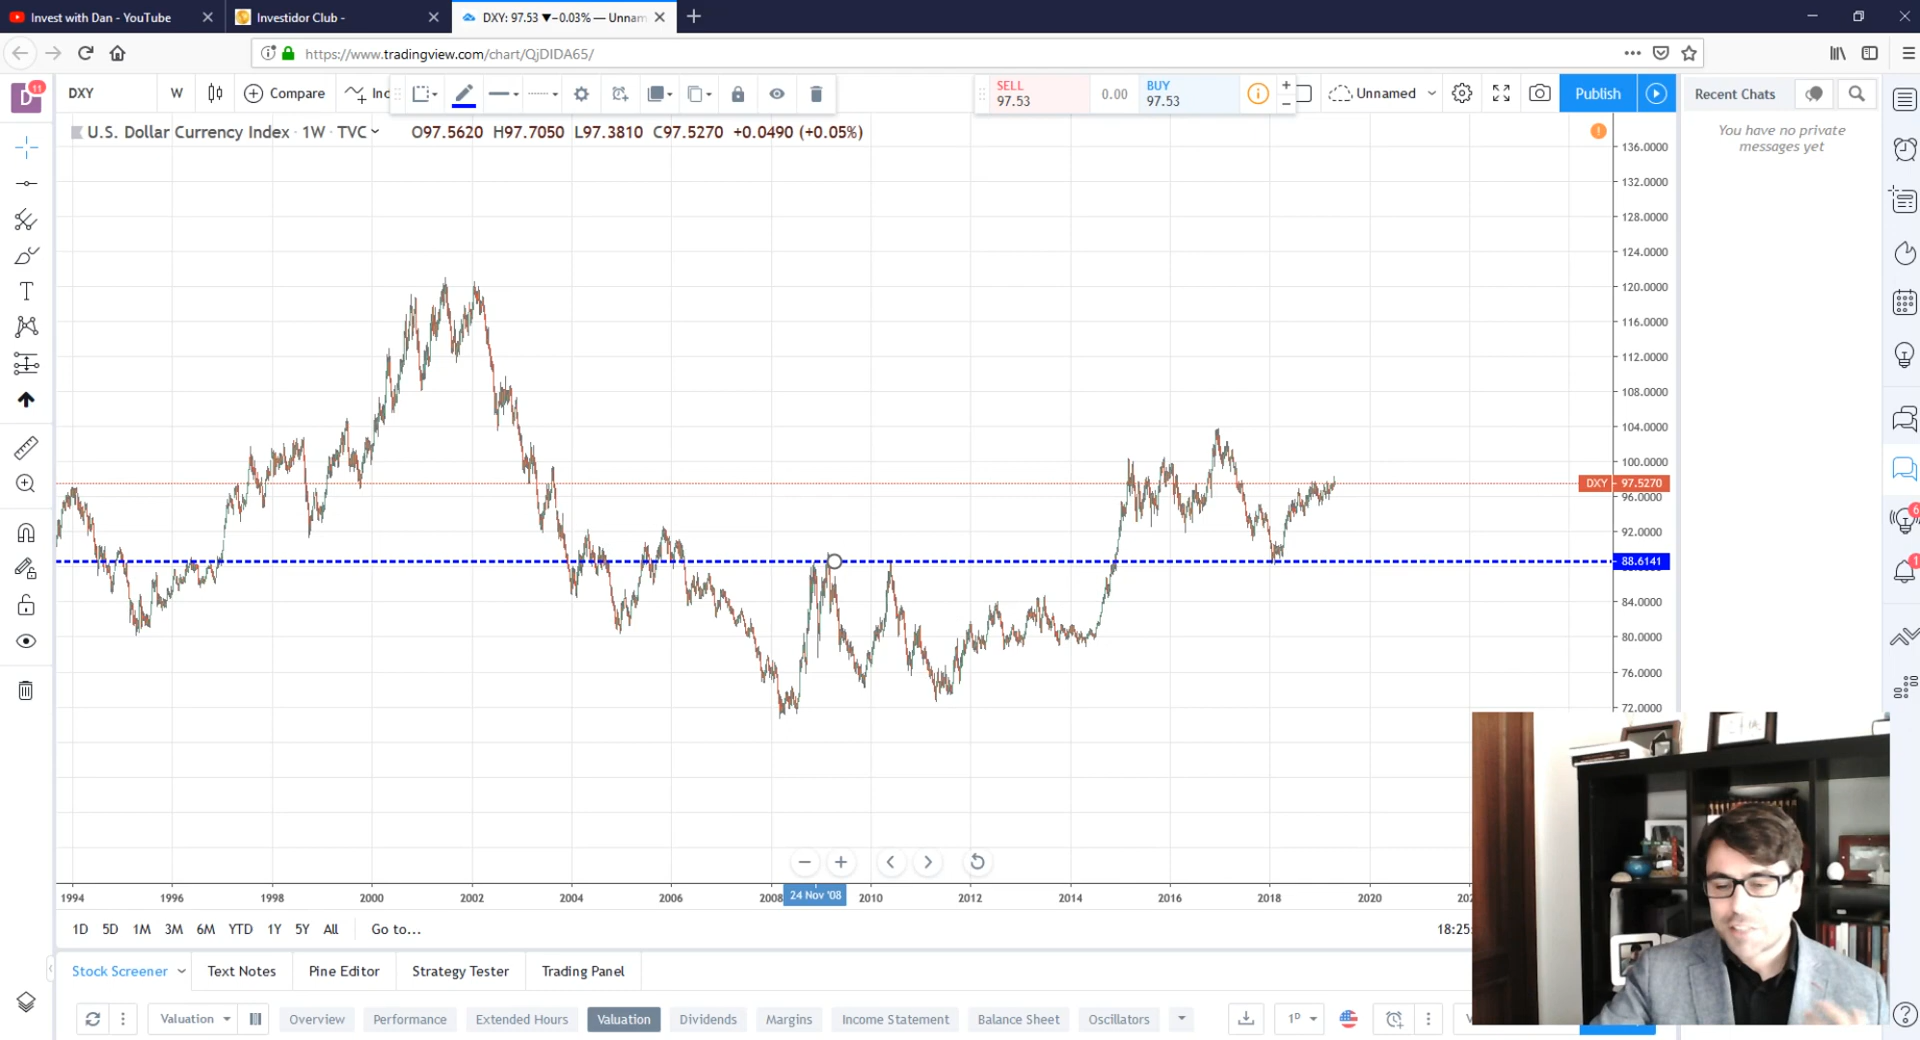 Invest with Dan - YouTube
Investidor Club -
DXY: 97.53 ▼−0.03% — Unnam
https://www.tradingview.com/chart/QjDIDA65/
D 11
DXY W Compare Inc
SELL 97.53 0.00 BUY 97.53
Unnamed Publish
Recent Chats
You have no private
messages yet
U.S. Dollar Currency Index · 1W · TVC O97.5620 H97.7050 L97.3810 C97.5270 +0.0490 (+0.05%)
136.0000
132.0000
128.0000
124.0000
120.0000
116.0000
112.0000
108.0000
104.0000
100.0000
DXY 97.5270
96.0000
92.0000
88.6141
84.0000
80.0000
76.0000
72.0000
6
1
1994 1996 1998 2000 2002 2004 2006 2008 24 Nov '08 2010 2012 2014 2016 2018 2020 20
1D 5D 1M 3M 6M YTD 1Y 5Y All Go to... 18:25:
Stock Screener Text Notes Pine Editor Strategy Tester Trading Panel
Valuation Overview Performance Extended Hours Valuation Dividends Margins Income Statement Balance Sheet Oscillators 1D